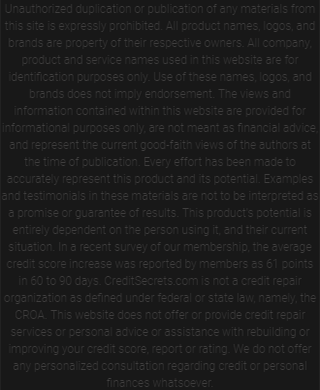 Unauthorized duplication or publication of any materials from
this site is expressly prohibited. All product names, logos, and
brands are property of their respective owners. All company,
product and service names used in this website are for
identification purposes only. Use of these names, logos, and
brands does not imply endorsement. The views and
information contained within this website are provided for
informational purposes only, are not meant as financial advice,
and represent the current good-faith views of the authors at
the time of publication. Every effort has been made to
accurately represent this product and its potential. Examples
and testimonials in these materials are not to be interpreted as
a promise or guarantee of results. This product's potential is
entirely dependent on the person using it, and their current
situation. In a recent survey of our membership, the average
credit score increase was reported by members as 61 points
in 60 to 90 days. CreditSecrets.com is not a credit repair
organization as defined under federal or state law, namely, the
CROA. This website does not offer or provide credit repair
services or personal advice or assistance with rebuilding or
improving your credit score, report or rating. We do not offer
any personalized consultation regarding credit or personal
finances whatsoever.